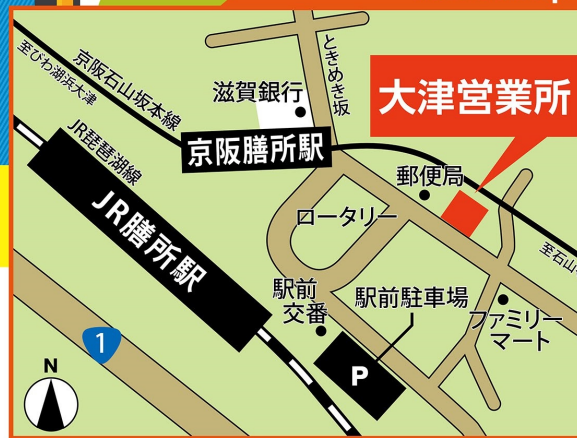 ときめき坂
京阪石山坂本線
至びわ湖浜大津
滋賀銀行
大津営業所
京阪膳所駅
JR琵琶湖線
郵便局
JR膳所駅
ロータリー
至石山
駅前
交番
駅前駐車場
ファミリー
マート
1
P
N